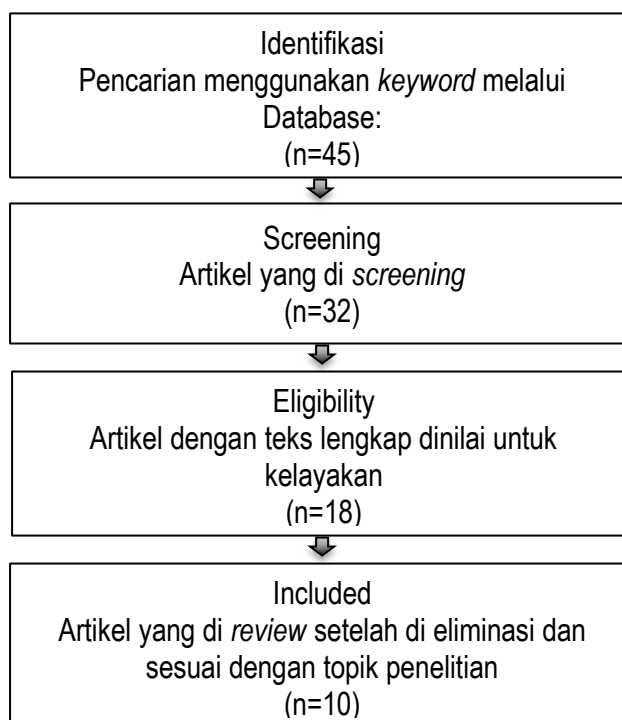 Identifikasi
Pencarian menggunakan keyword melalui
Database:
(n=45)
Screening
Artikel yang di screening
(n=32)
Eligibility
Artikel dengan teks lengkap dinilai untuk
kelayakan
(n=18)
Included
Artikel yang di review setelah di eliminasi dan
sesuai dengan topik penelitian
(n=10)